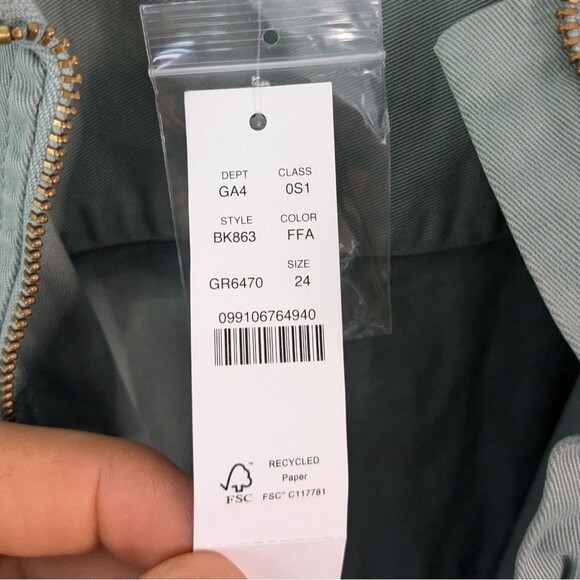 DEPT CLASS
GA4 0S1
STYLE COLOR
BK863 FFA
SIZE
GR6470 24
099106764940
RECYCLED
Paper
FSC FSC™ C117781